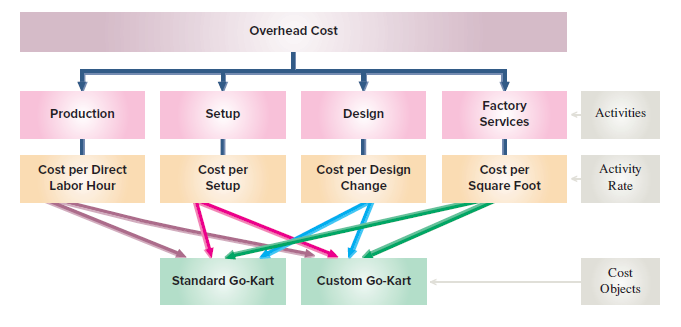 Overhead Cost
Production
Setup
Design
Factory
Services
Activities
Cost per Direct
Labor Hour
Cost per
Setup
Cost per Design
Change
Cost per
Square Foot
Activity
Rate
Standard Go-Kart
Custom Go-Kart
Cost
Objects